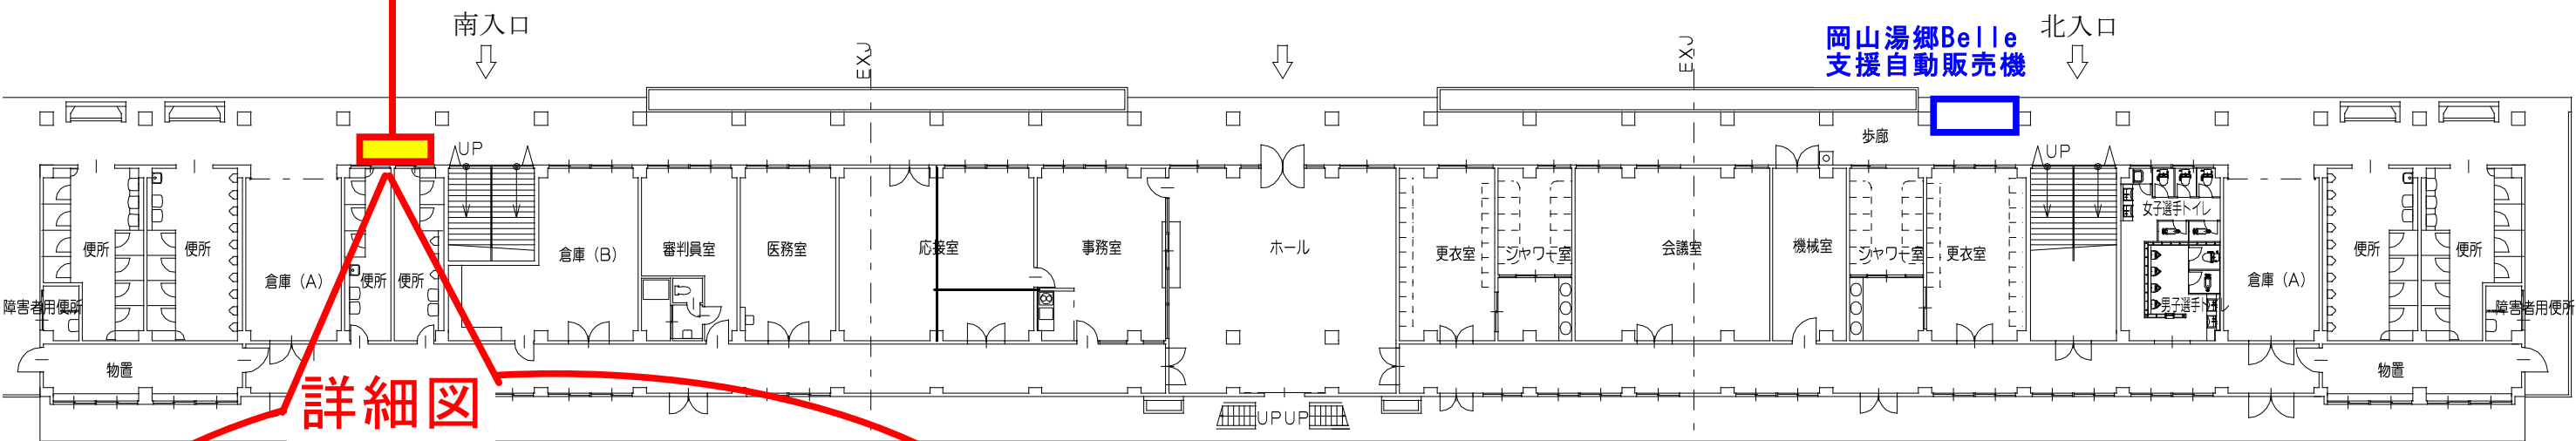 南入口
EXJ
EXJ
岡山湯郷Belle
支援自動販売機
北入口
歩廊
UP
UP
便所
便所
倉庫（A）
便所
便所
倉庫（B）
審判員室
医務室
応接室
事務室
ホール
更衣室
シャワー室
会議室
機械室
シャワー室
更衣室
女子選手トイレ
男子選手トイレ
倉庫（A）
便所
便所
障害者用便所
障害者用便所
物置
物置
詳細図
UP
UP